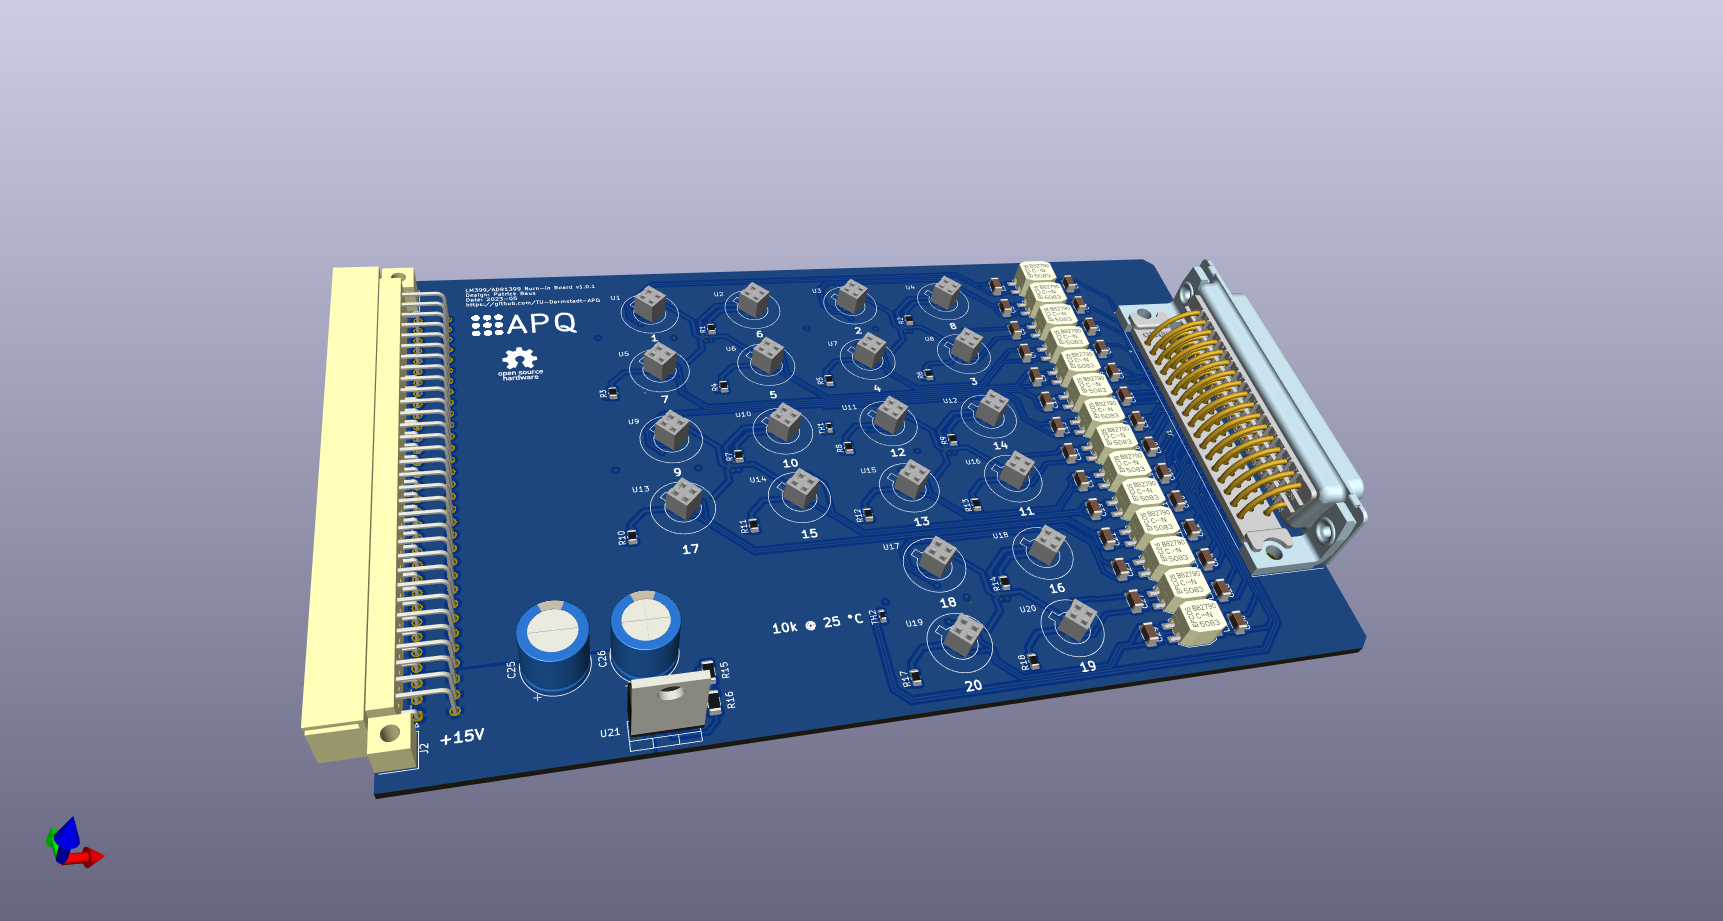 LM399/ADR1399 Burn-in Board v1.0.1
Design: Patrick Baus
Date: 2023-05
https://github.com/TU-Darmstadt-APQ
APQ
open source
hardware
U1
U2
U3
U4
1
R1
6
2
R2
8
U5
U6
U7
U8
R3
7
R4
5
R5
4
R6
3
U9
U10
TH1
U11
U12
9
R7
10
R8
12
R9
14
U13
U14
U15
U16
R10
17
R11
15
R12
13
R13
11
U17
U18
18
R14
16
10k @ 25 °C
TH2
U19
U20
R17
20
R18
19
C25
+
C26
R15
R16
U21
J2
+15V
B82790
C--N
S083